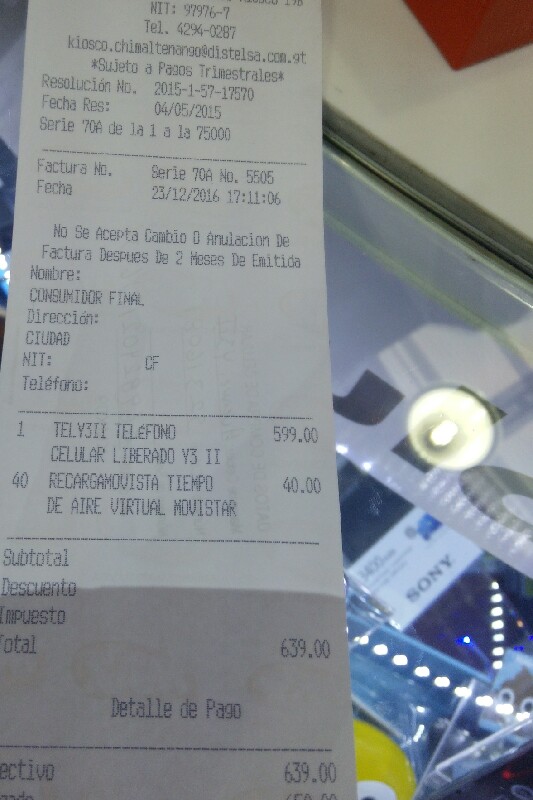 NIT: 97976-7
Tel. 4294-0287
kiosco.chimaltenango@distelsa.com.gt
*Sujeto a Pagos Trimestrales*
Resolución No. 2015-1-57-17570
Fecha Res: 04/05/2015
Serie 70A de la 1 a la 75000
Factura No. Serie 70A No. 5505
Fecha 23/12/2016 17:11:06
No Se Acepta Cambio O Anulacion De
Factura Despues De 2 Meses De Emitida
Nombre:
CONSUMIDOR FINAL
Dirección:
CIUDAD
NIT: CF
Teléfono:
1 TELY3II TELéFONO 599.00
CELULAR LIBERADO Y3 II
40 RECARGAMOVISTA TIEMPO 40.00
DE AIRE VIRTUAL MOVISTAR
Subtotal
Descuento
Impuesto
Total 639.00
Detalle de Pago
ectivo 639.00
SONY